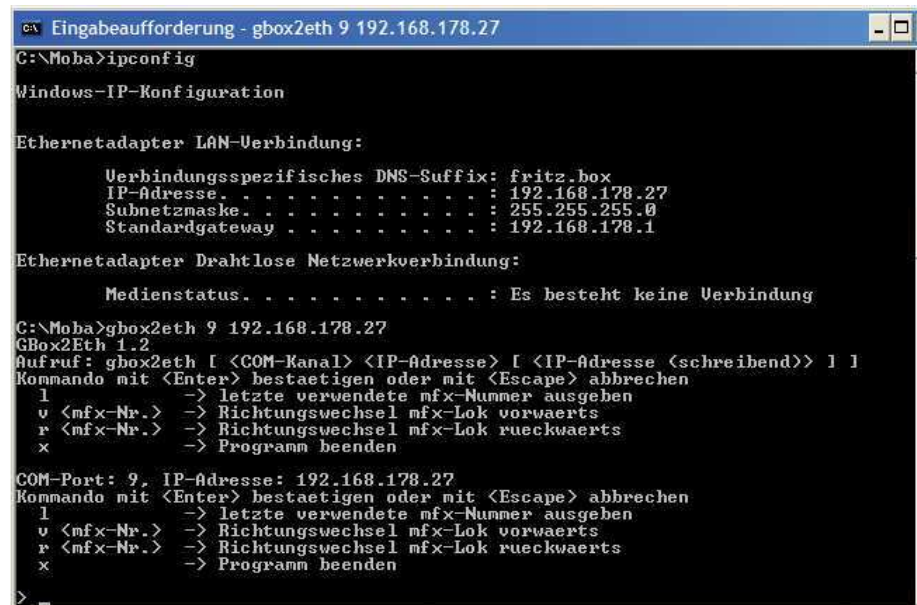 Eingabeaufforderung - gbox2eth 9 192.168.178.27
C:\Moba>ipconfig
Windows-IP-Konfiguration
Ethernetadapter LAN-Verbindung:
Verbindungsspezifisches DNS-Suffix: fritz.box
IP-Adresse. . . . . . . . . . . . : 192.168.178.27
Subnetzmaske. . . . . . . . . . . : 255.255.255.0
Standardgateway . . . . . . . . . : 192.168.178.1
Ethernetadapter Drahtlose Netzwerkverbindung:
Medienstatus. . . . . . . . . . . : Es besteht keine Verbindung
C:\Moba>gbox2eth 9 192.168.178.27
GBox2Eth 1.2
Aufruf: gbox2eth [ <COM-Kanal> <IP-Adresse> [ <IP-Adresse (schreibend)> ] ]
Kommando mit <Enter> bestaetigen oder mit <Escape> abbrechen
l -> letzte verwendete mfx-Nummer ausgeben
v <mfx-Nr.> -> Richtungswechsel mfx-Lok vorwaerts
r <mfx-Nr.> -> Richtungswechsel mfx-Lok rueckwaerts
x -> Programm beenden
COM-Port: 9, IP-Adresse: 192.168.178.27
Kommando mit <Enter> bestaetigen oder mit <Escape> abbrechen
l -> letzte verwendete mfx-Nummer ausgeben
v <mfx-Nr.> -> Richtungswechsel mfx-Lok vorwaerts
r <mfx-Nr.> -> Richtungswechsel mfx-Lok rueckwaerts
x -> Programm beenden
> _